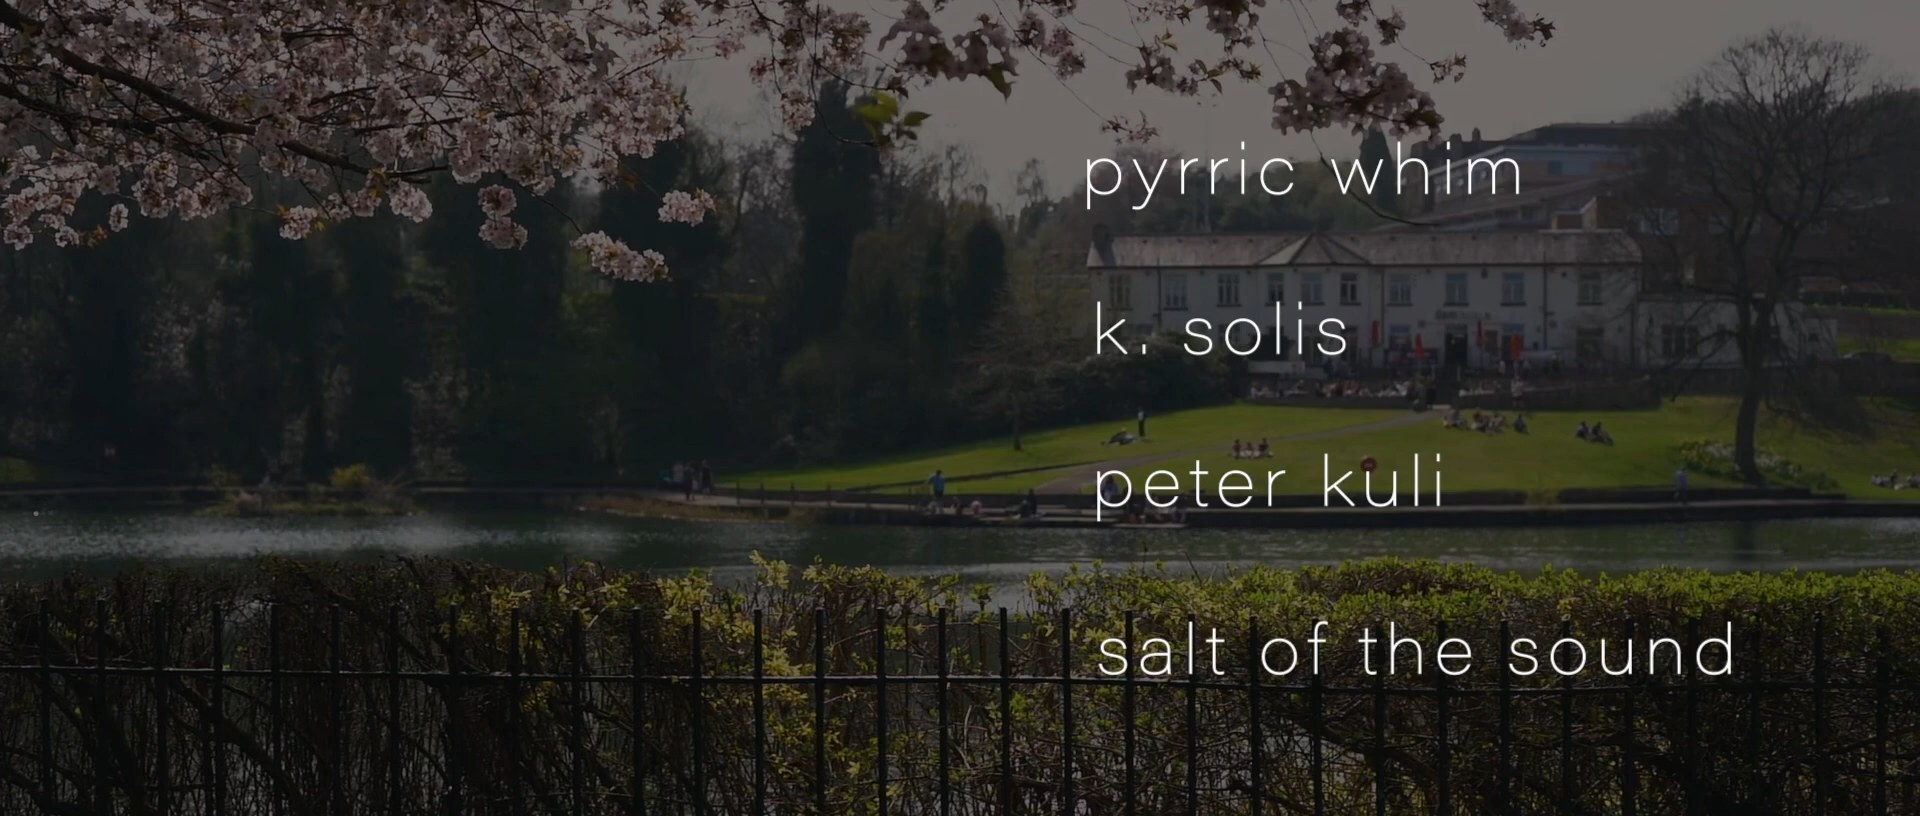 pyrric whim
k. solis
peter kuli
salt of the sound